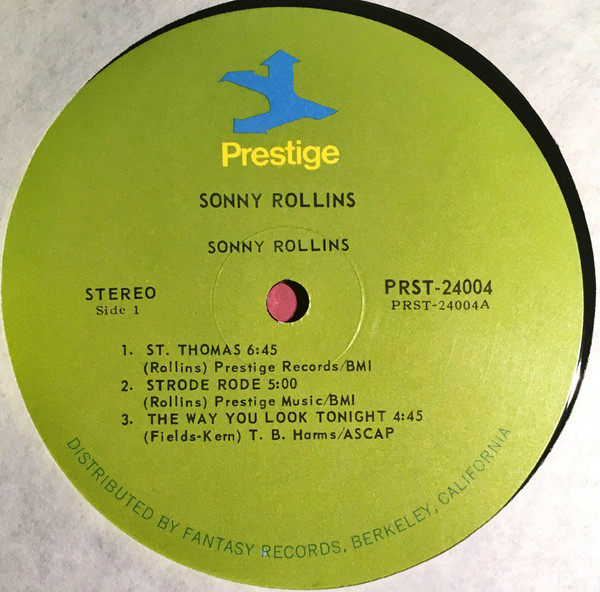 Prestige
SONNY ROLLINS
SONNY ROLLINS
STEREO
Side 1
PRST-24004
PRST-24004A
1. ST. THOMAS 6:45
(Rollins) Prestige Records/BMI
2. STRODE RODE 5:00
(Rollins) Prestige Music/BMI
3. THE WAY YOU LOOK TONIGHT 4:45
(Fields-Kern) T. B. Harms/ASCAP
DISTRIBUTED BY FANTASY RECORDS, BERKELEY, CALIFORNIA